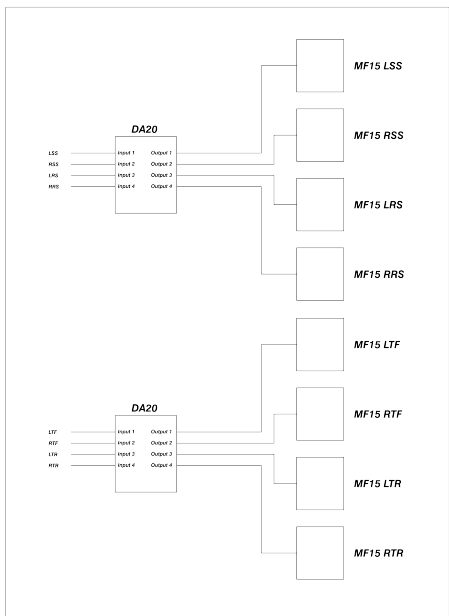 MF15 LSS
MF15 RSS
DA20
LSS Input 1 Output 1
RSS Input 2 Output 2
LRS Input 3 Output 3
RRS Input 4 Output 4
MF15 LRS
MF15 RRS
MF15 LTF
MF15 RTF
DA20
LTF Input 1 Output 1
RTF Input 2 Output 2
LTR Input 3 Output 3
RTR Input 4 Output 4
MF15 LTR
MF15 RTR